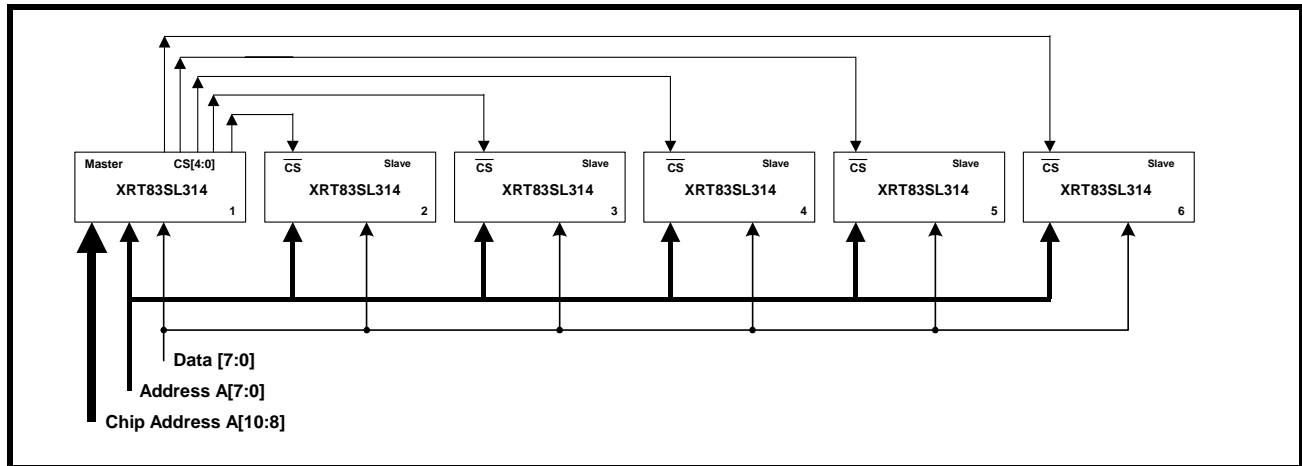 Master CS[4:0]
XRT83SL314
1
CS Slave
XRT83SL314
2
CS Slave
XRT83SL314
3
CS Slave
XRT83SL314
4
CS Slave
XRT83SL314
5
CS Slave
XRT83SL314
6
Data [7:0]
Address A[7:0]
Chip Address A[10:8]